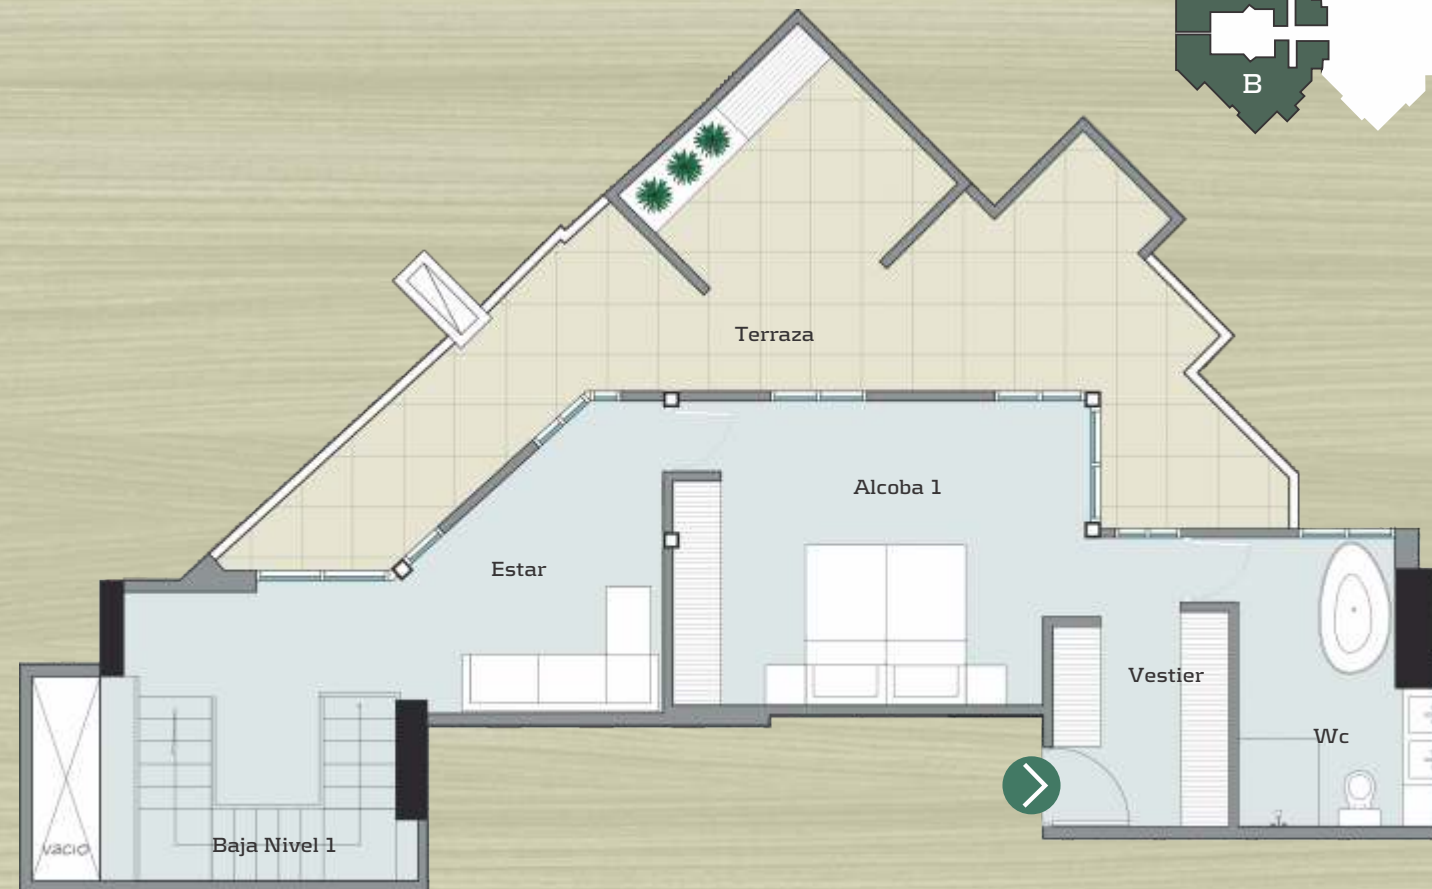 B
Terraza
Alcoba 1
Estar
Vestier
Wc
Baja Nivel 1
vacio